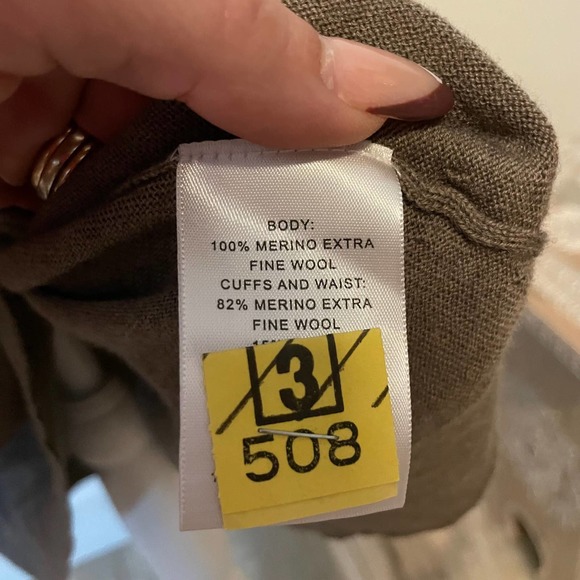 BODY:
100% MERINO EXTRA
FINE WOOL
CUFFS AND WAIST:
82% MERINO EXTRA
FINE WOOL
3
508